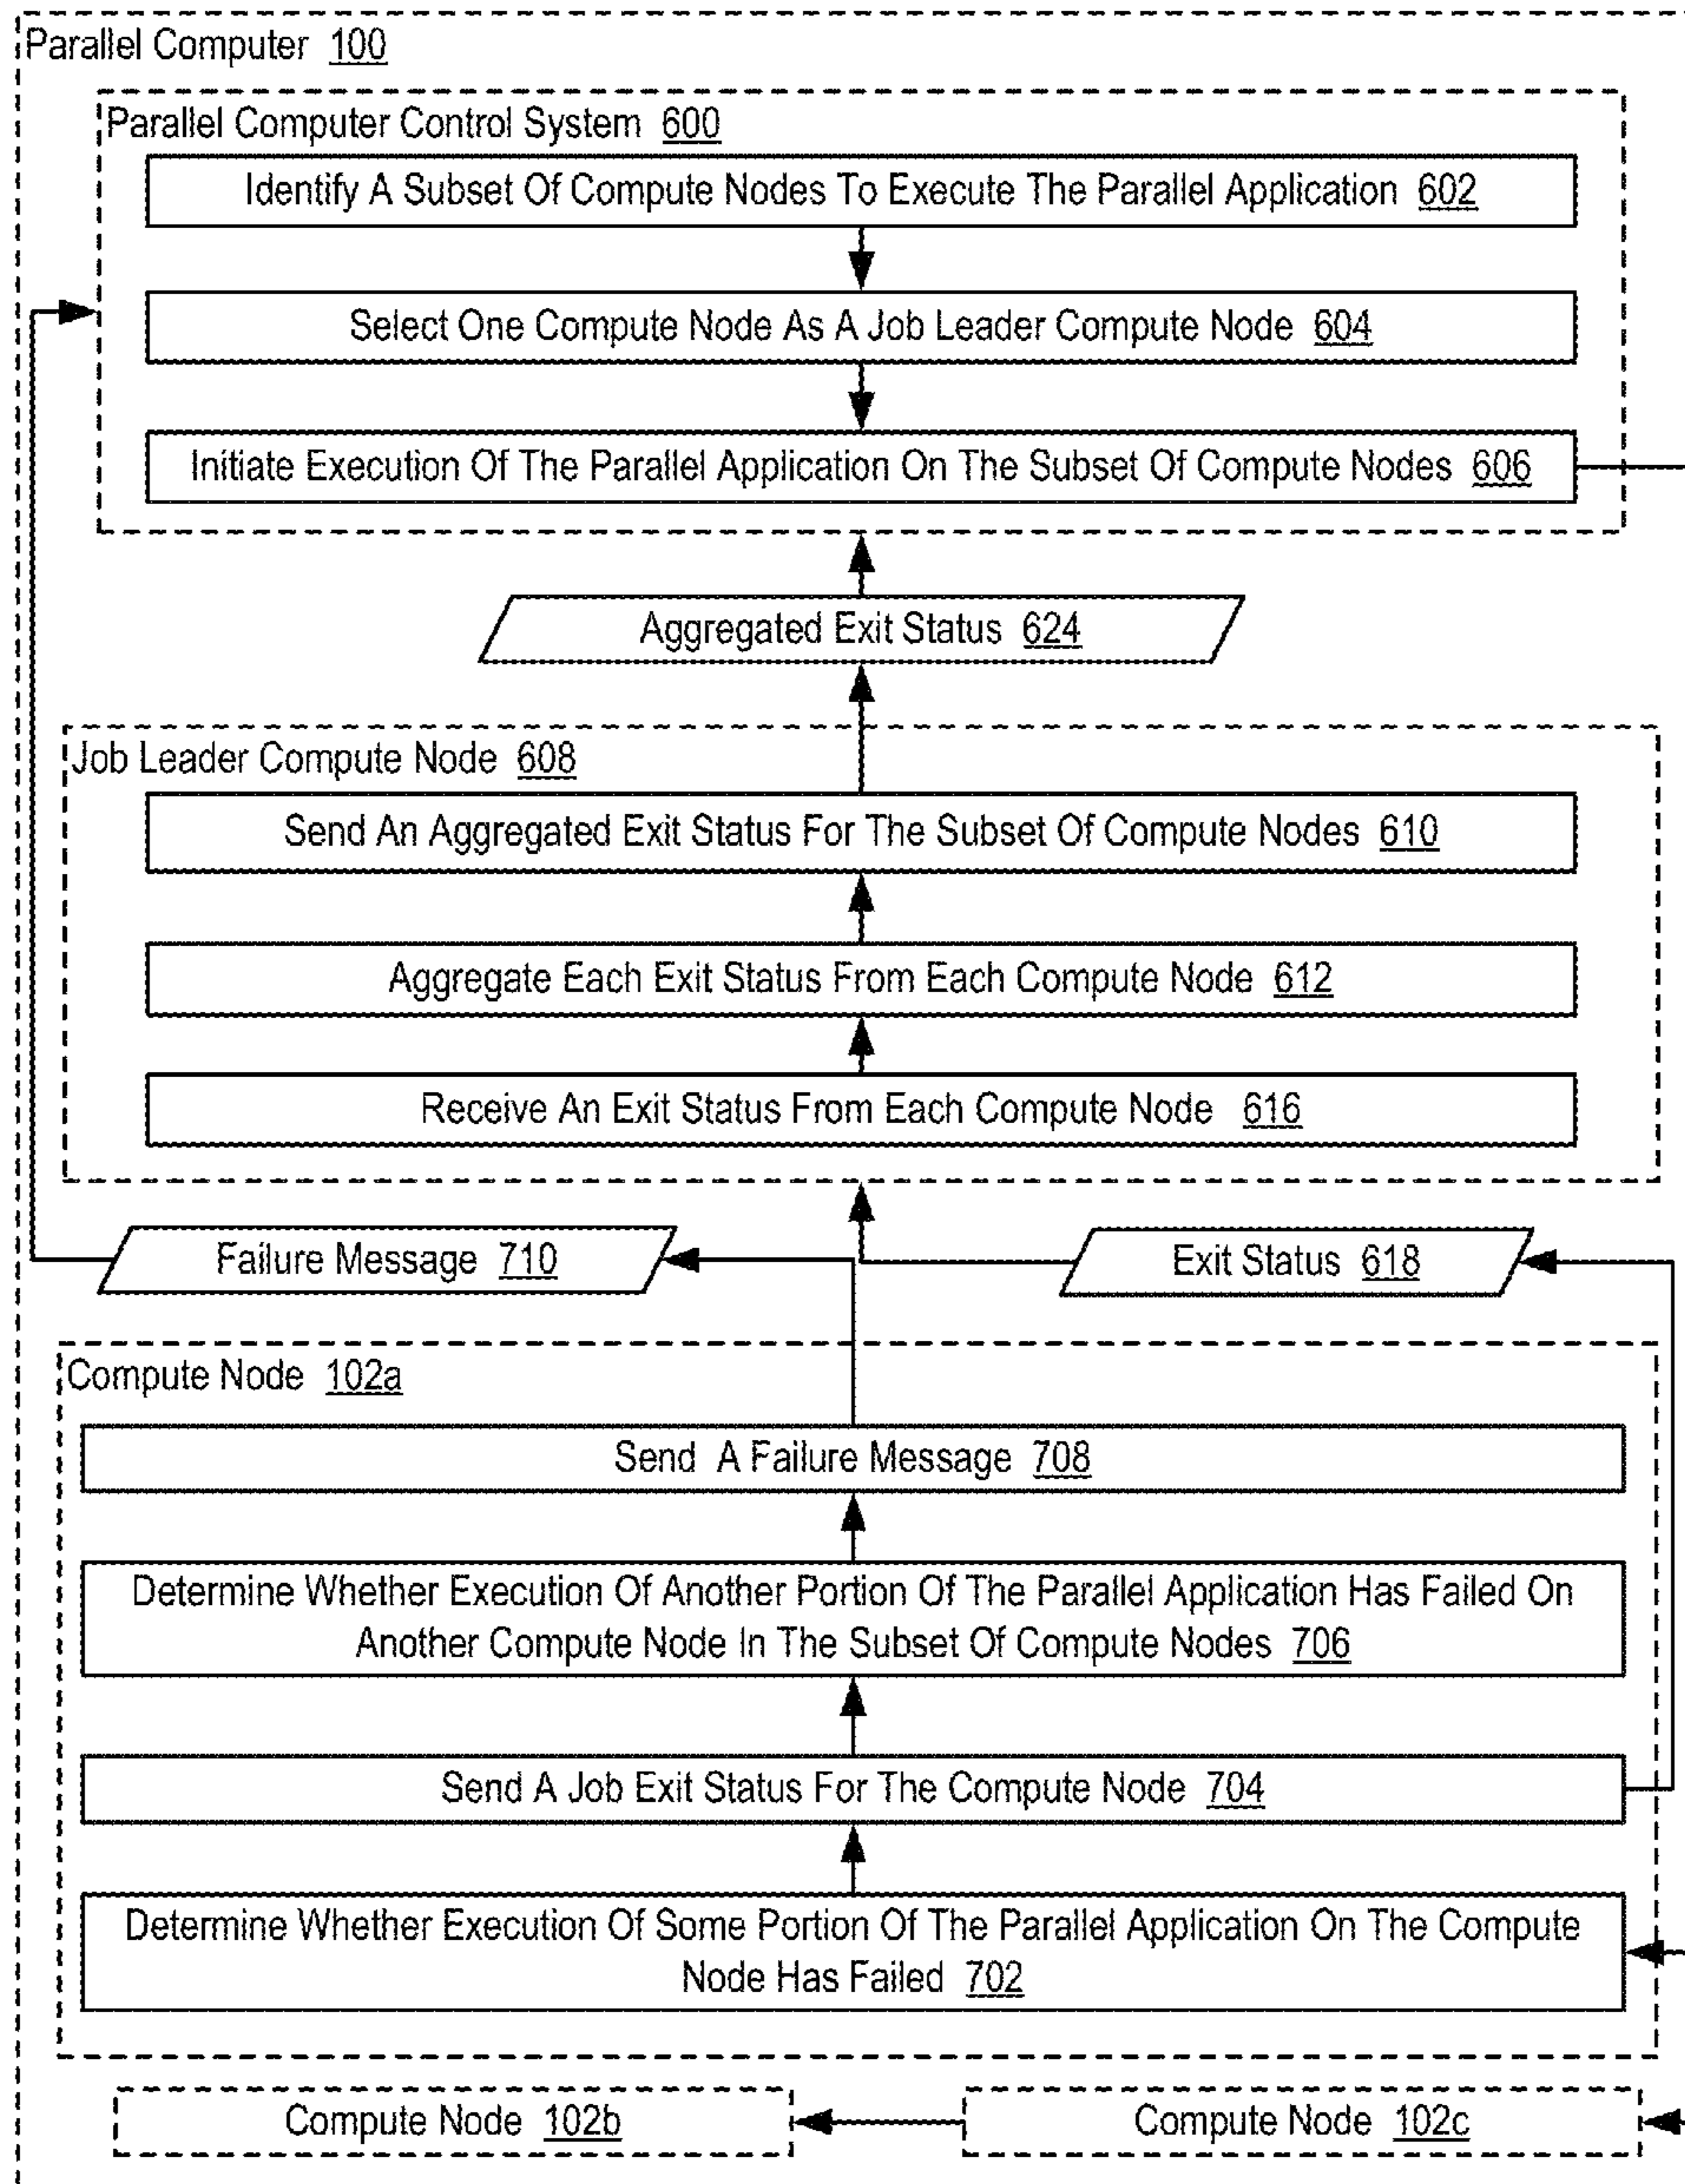 Parallel Computer 100
Parallel Computer Control System 600
Identify A Subset Of Compute Nodes To Execute The Parallel Application 602
Select One Compute Node As A Job Leader Compute Node 604
Initiate Execution Of The Parallel Application On The Subset Of Compute Nodes 606
Aggregated Exit Status 624
Job Leader Compute Node 608
Send An Aggregated Exit Status For The Subset Of Compute Nodes 610
Aggregate Each Exit Status From Each Compute Node 612
Receive An Exit Status From Each Compute Node 616
Failure Message 710
Exit Status 618
Compute Node 102a
Send A Failure Message 708
Determine Whether Execution Of Another Portion Of The Parallel Application Has Failed On
Another Compute Node In The Subset Of Compute Nodes 706
Send A Job Exit Status For The Compute Node 704
Determine Whether Execution Of Some Portion Of The Parallel Application On The Compute
Node Has Failed 702
Compute Node 102b
Compute Node 102c